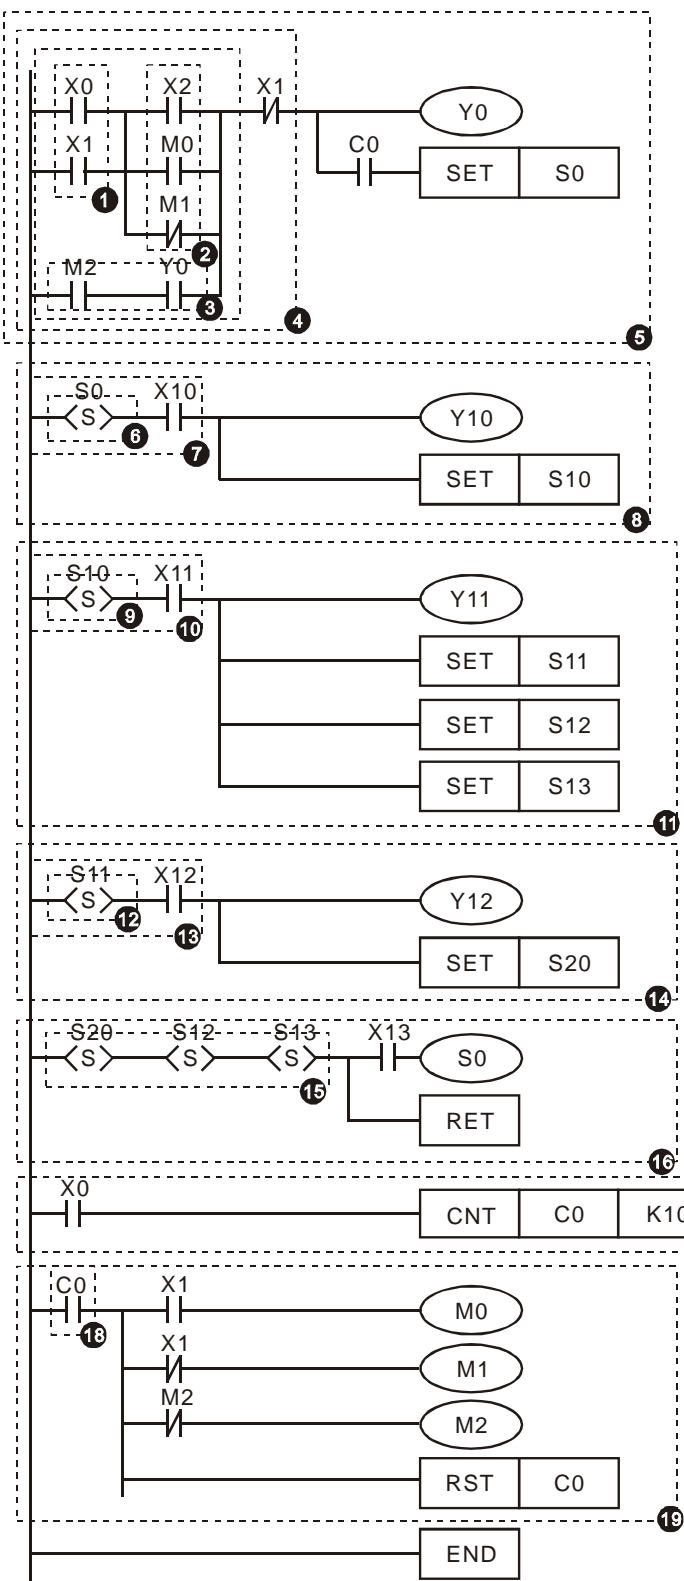 X0 X2 X1 Y0
X1 M0 C0 SET S0
1
M1
2
M2 Y0
3
4
5
S0 X10 Y10
S
6
7
SET S10
8
S10 X11 Y11
S
9
10
SET S11
SET S12
SET S13
11
S11 X12 Y12
S
12
13
SET S20
14
S20 S12 S13 X13 S0
S S S
15
RET
16
X0
CNT C0 K10
C0 X1 M0
18
X1 M1
M2 M2
RST C0
19
END